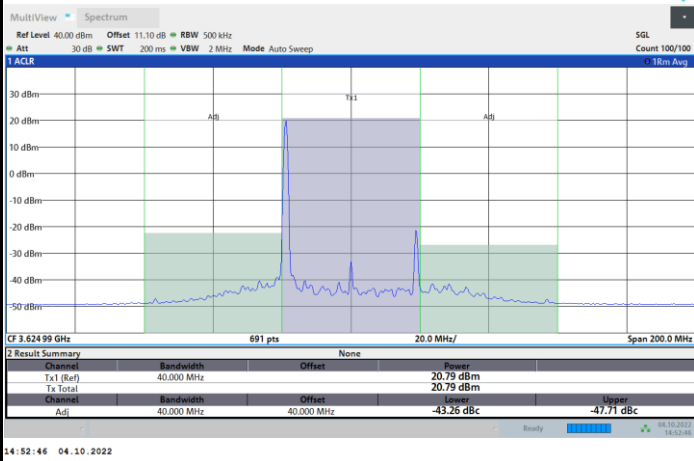 MultiView Spectrum
Ref Level 40.00 dBm Offset 11.10 dB RBW 500 kHz SGL
Att 30 dB SWT 200 ms VBW 2 MHz Mode Auto Sweep Count 100/100
1 ACLR 1Rm Avg
30 dBm
Tx1
20 dBm
Adj Adj
10 dBm
0 dBm
-10 dBm
-20 dBm
-30 dBm
-40 dBm
-50 dBm
CF 3.62499 GHz 691 pts 20.0 MHz/ Span 200.0 MHz
2 Result Summary None
Channel Bandwidth Offset Power
Tx1 (Ref) 40.000 MHz 20.79 dBm
Tx Total 20.79 dBm
Channel Bandwidth Offset Lower Upper
Adj 40.000 MHz 40.000 MHz -43.26 dBc -47.71 dBc
Ready 04.10.2022
14:52:46
14:52:46 04.10.2022